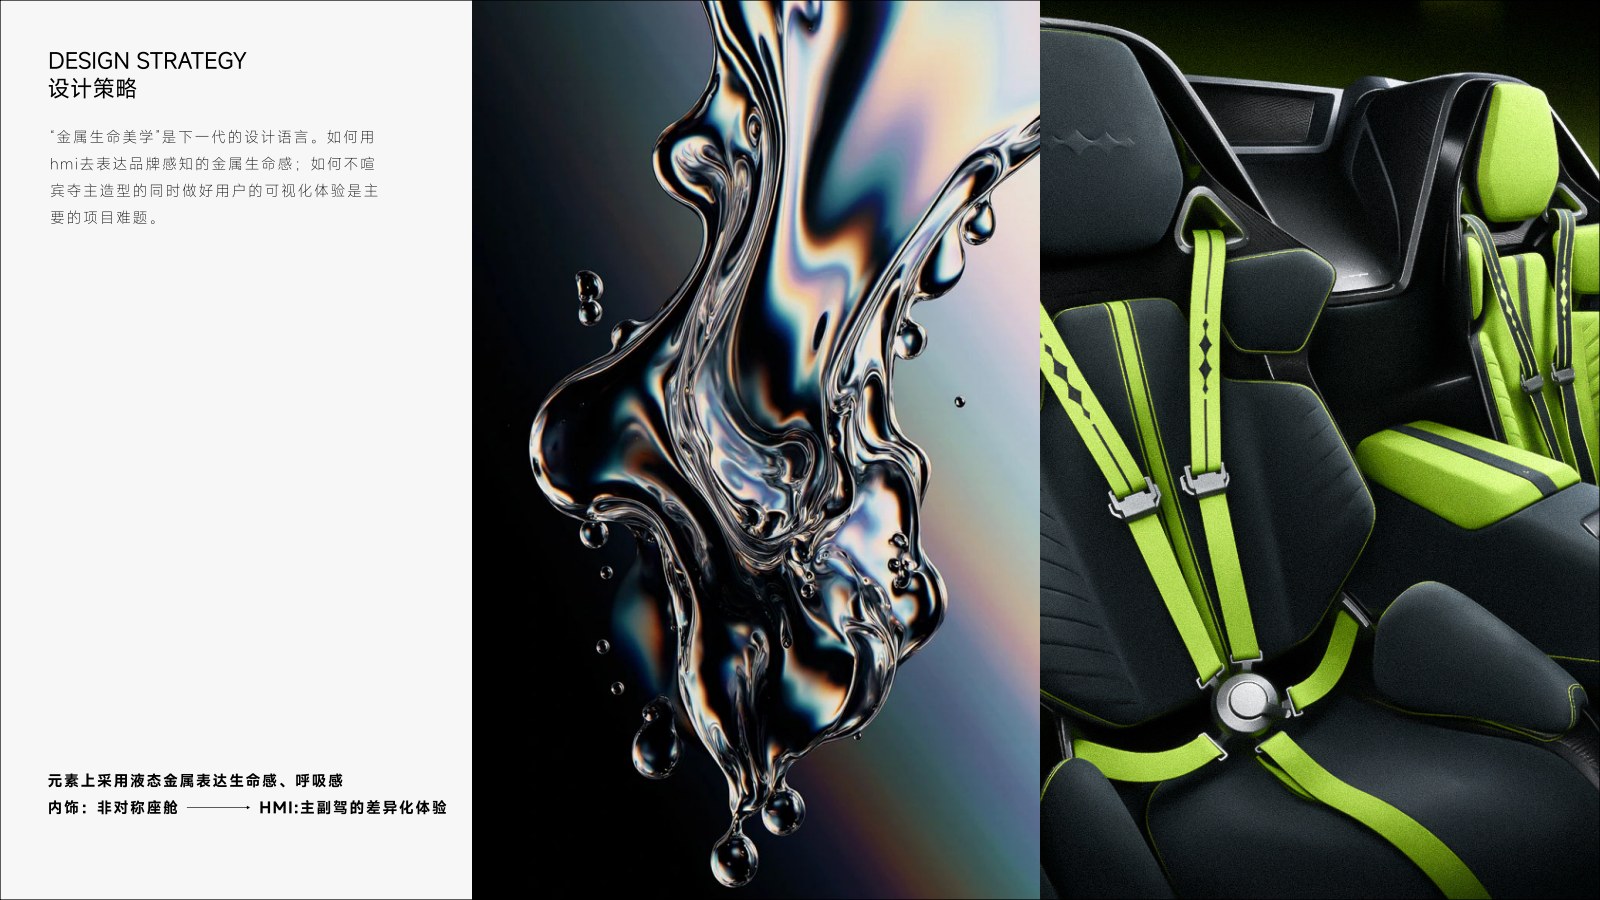 DESIGN STRATEGY
设计策略
“金属生命美学”是下一代的设计语言。如何用
hmi去表达品牌感知的金属生命感；如何不喧
宾夺主造型的同时做好用户的可视化体验是主
要的项目难题。
元素上采用液态金属表达生命感、呼吸感
内饰：非对称座舱 ⟶ HMI:主副驾的差异化体验